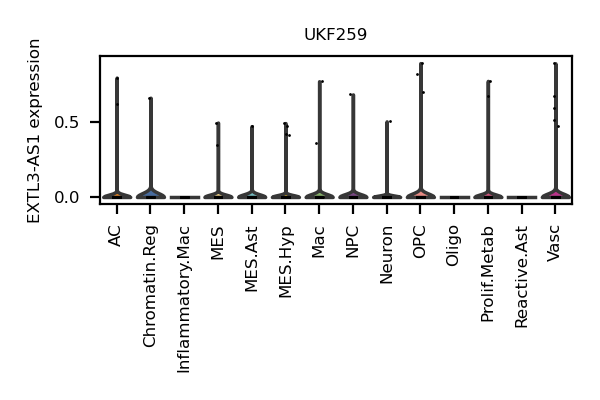 UKF259
EXTL3-AS1 expression
0.5
0.0
AC
Chromatin.Reg
Inflammatory.Mac
MES
MES.Ast
MES.Hyp
Mac
NPC
Neuron
OPC
Oligo
Prolif.Metab
Reactive.Ast
Vasc